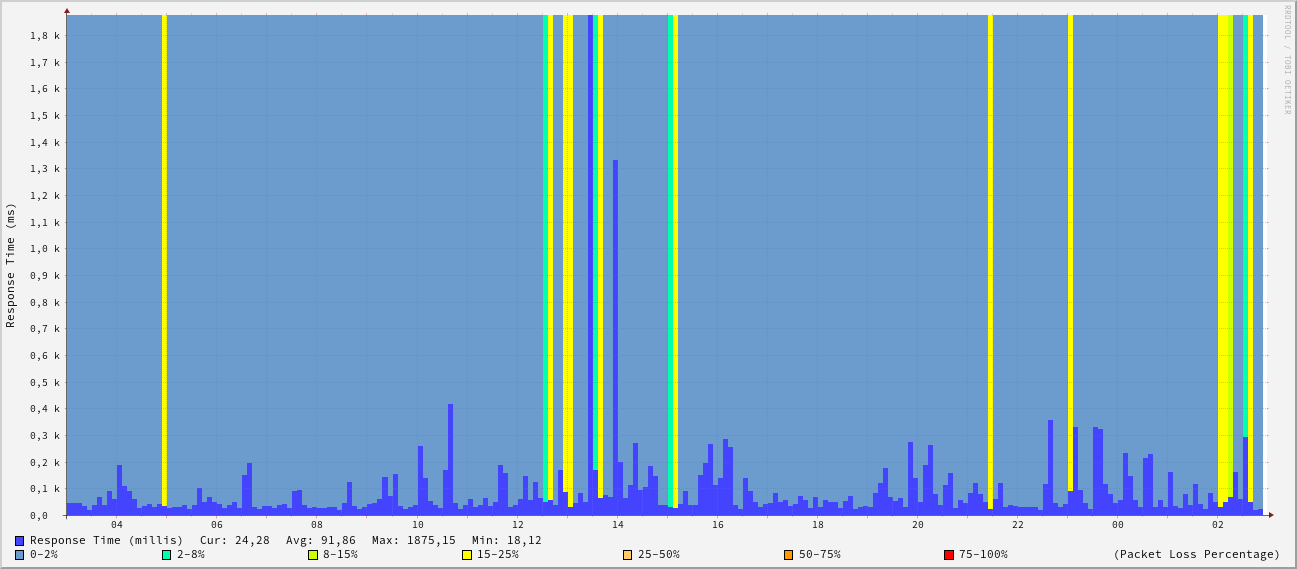 RRDTOOL / TOBI OETIKER
Response Time (ms)
1,8 k
1,7 k
1,6 k
1,5 k
1,4 k
1,3 k
1,2 k
1,1 k
1,0 k
0,9 k
0,8 k
0,7 k
0,6 k
0,5 k
0,4 k
0,3 k
0,2 k
0,1 k
0,0
04 06 08 10 12 14 16 18 20 22 00 02
Response Time (millis) Cur: 24,28 Avg: 91,86 Max: 1875,15 Min: 18,12
0-2% 2-8% 8-15% 15-25% 25-50% 50-75% 75-100% (Packet Loss Percentage)